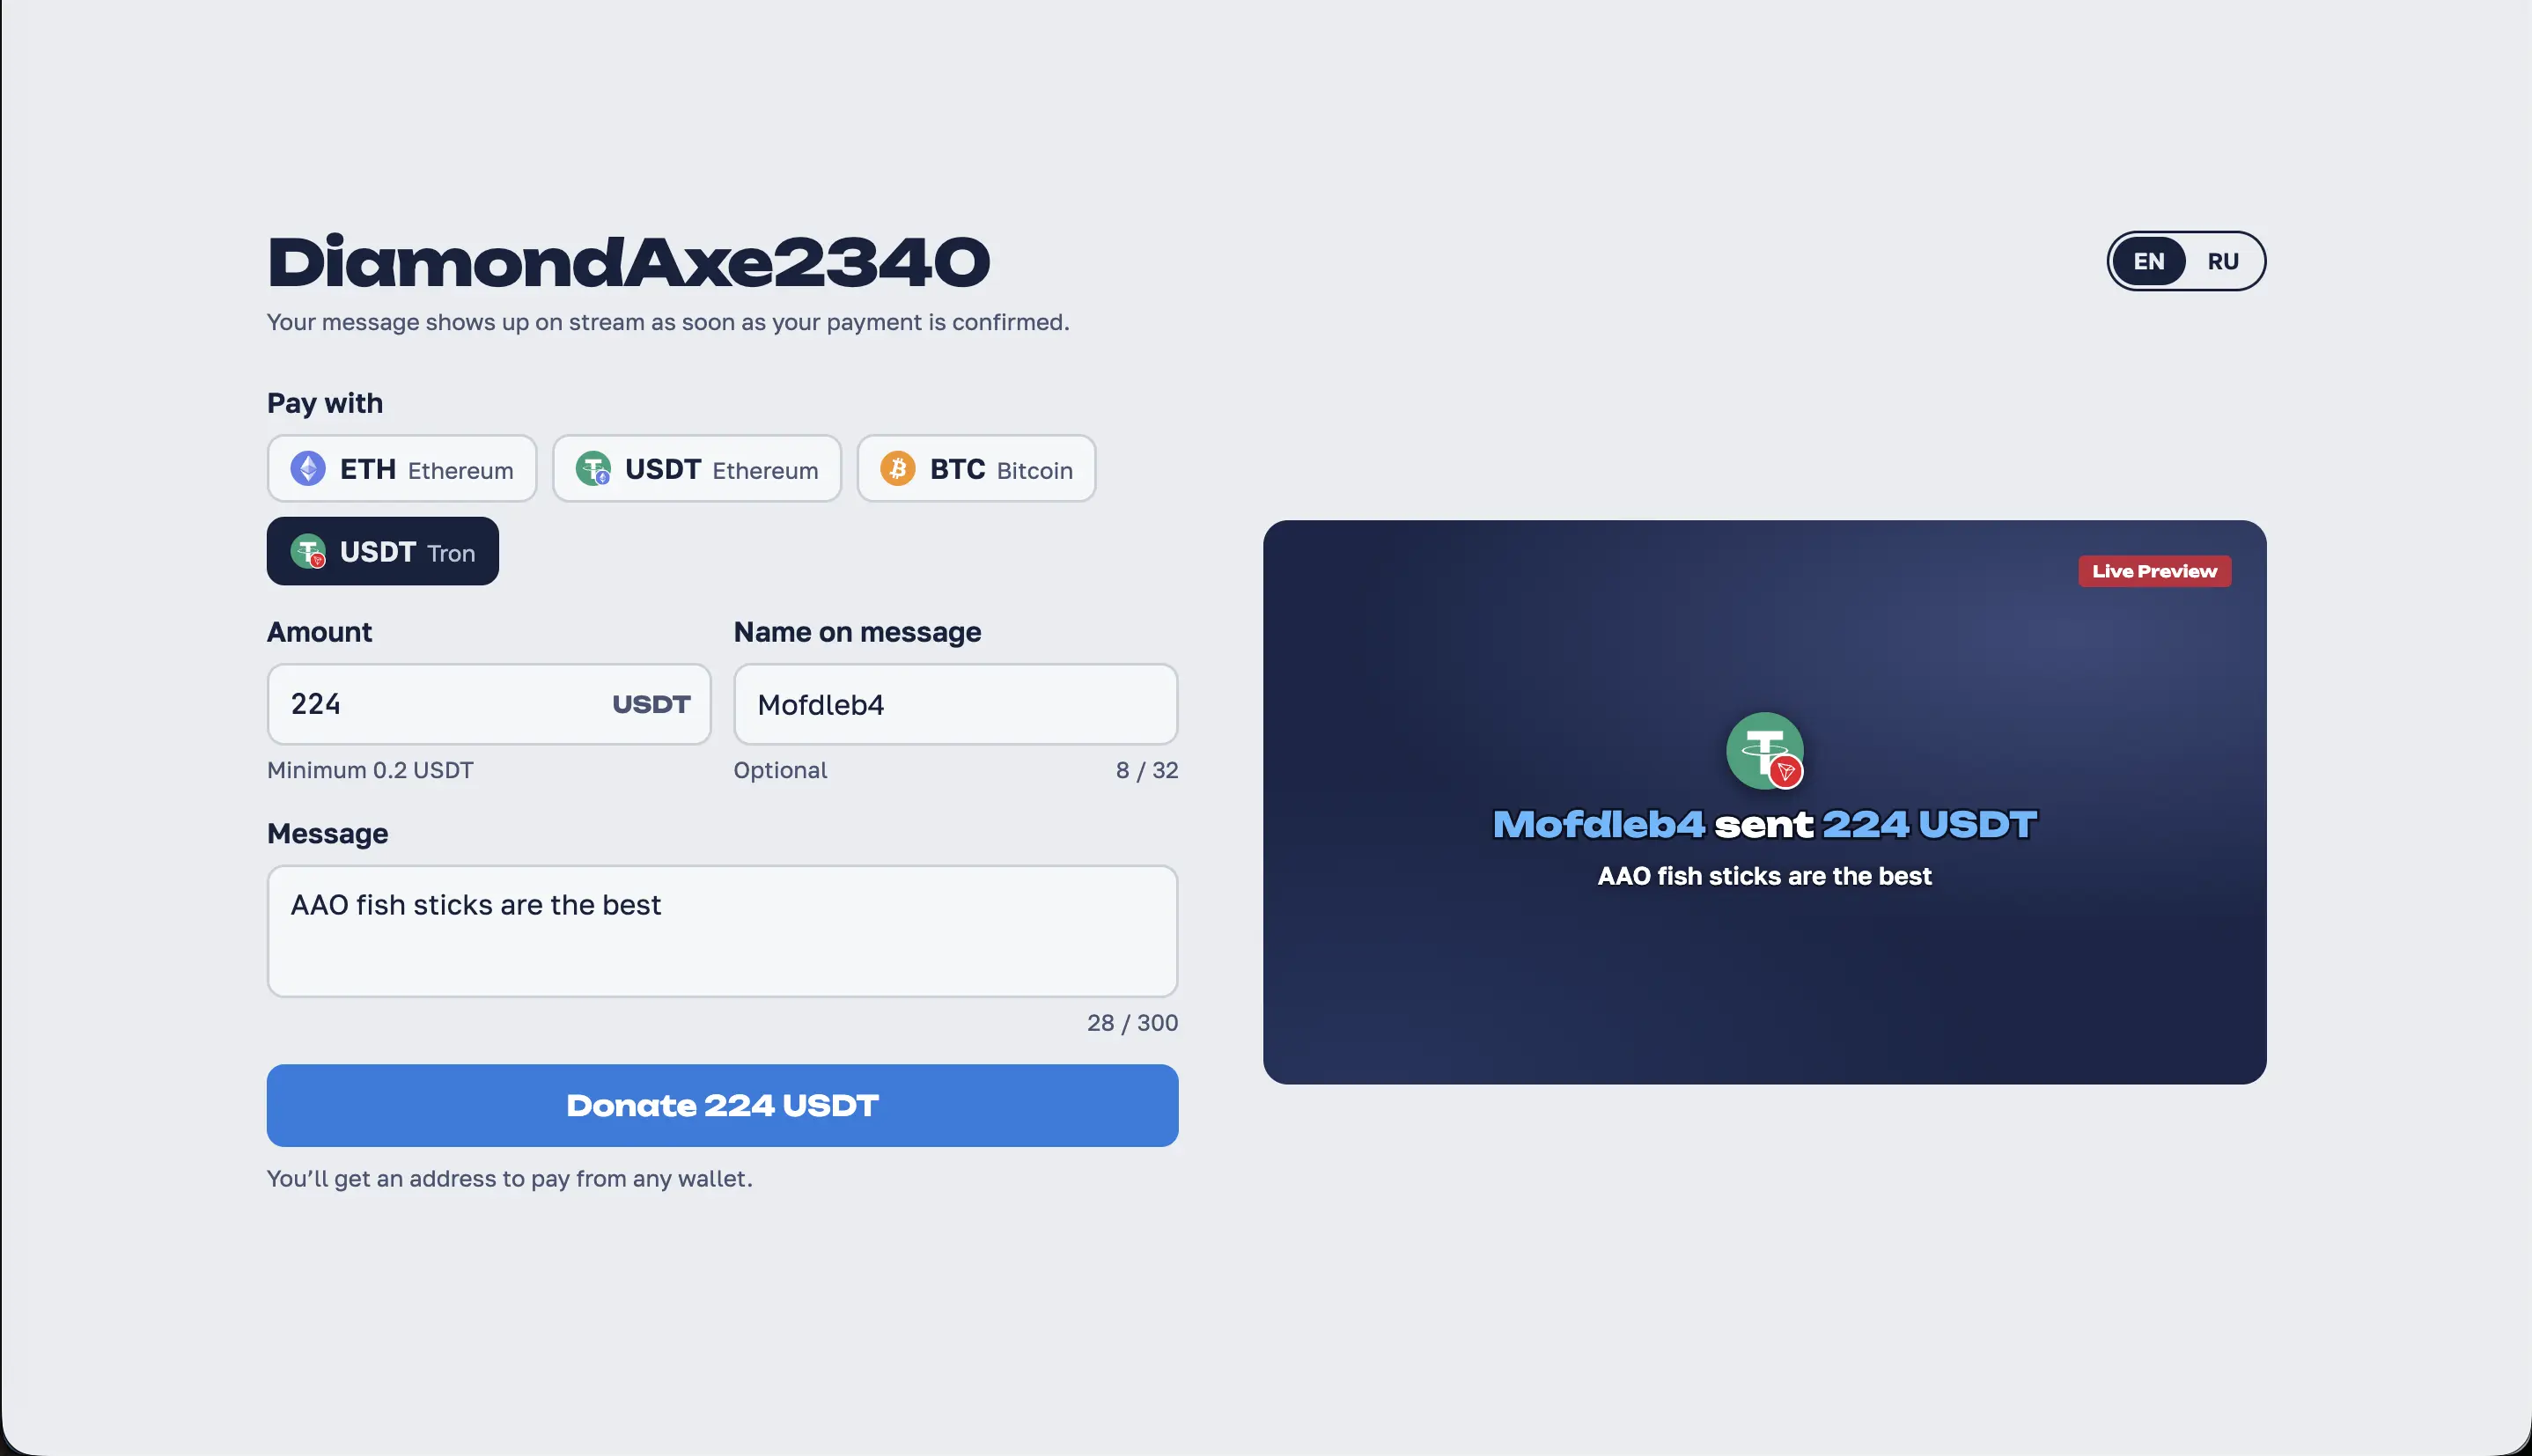 DiamondAxe2340
EN RU
Your message shows up on stream as soon as your payment is confirmed.
Pay with
ETH Ethereum
USDT Ethereum
BTC Bitcoin
USDT Tron
Amount
224 USDT
Minimum 0.2 USDT
Name on message
Mofdleb4
Optional 8 / 32
Message
AAO fish sticks are the best
28 / 300
Donate 224 USDT
You’ll get an address to pay from any wallet.
Live Preview
Mofdleb4 sent 224 USDT
AAO fish sticks are the best